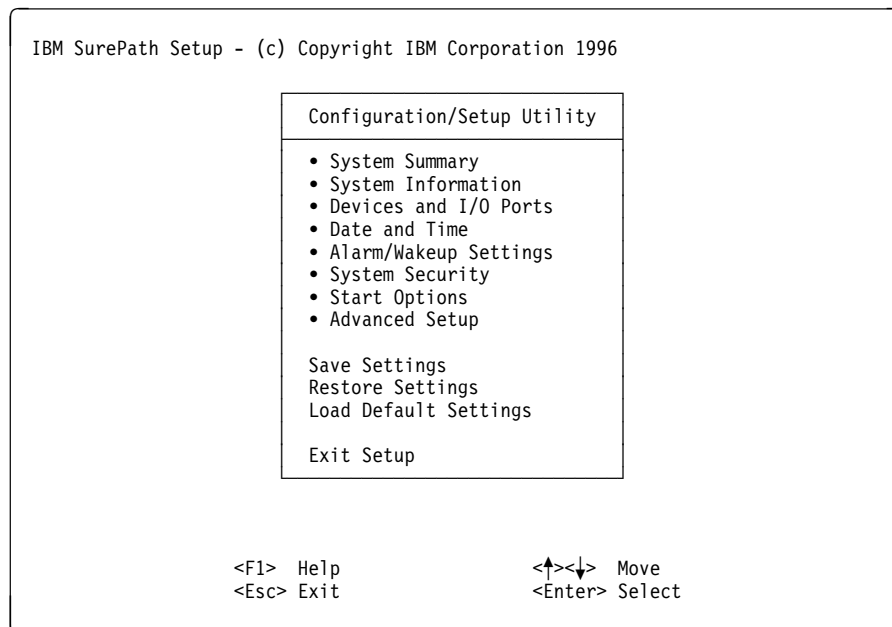 IBM SurePath Setup - (c) Copyright IBM Corporation 1996
Configuration/Setup Utility
• System Summary
• System Information
• Devices and I/O Ports
• Date and Time
• Alarm/Wakeup Settings
• System Security
• Start Options
• Advanced Setup
Save Settings
Restore Settings
Load Default Settings
Exit Setup
<F1> Help <↑><↓> Move
<Esc> Exit <Enter> Select